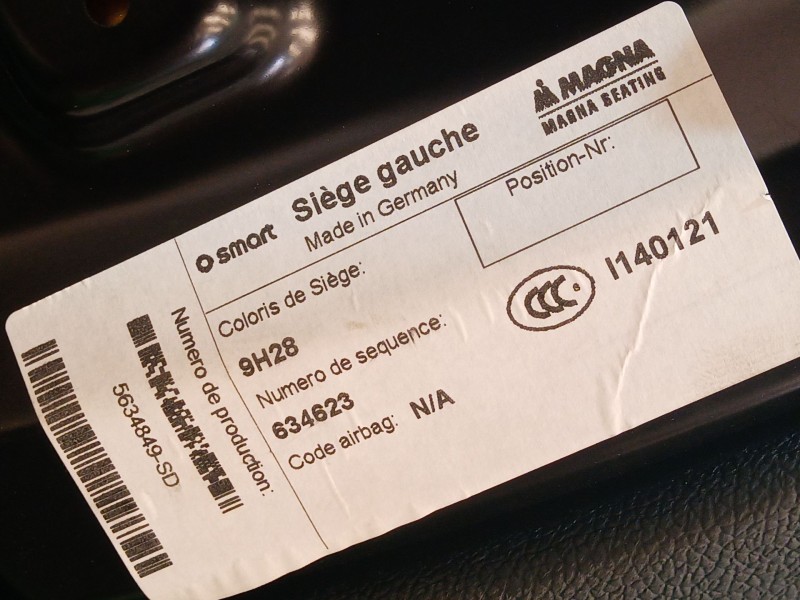 MAGNA
MAGNA SEATING
smart Siège gauche
Made in Germany
Position-Nr:
Coloris de Siège:
9H28
CCC S
I140121
Numero de sequence:
634623
Code airbag: N/A
Numero de production:
5634849-SD